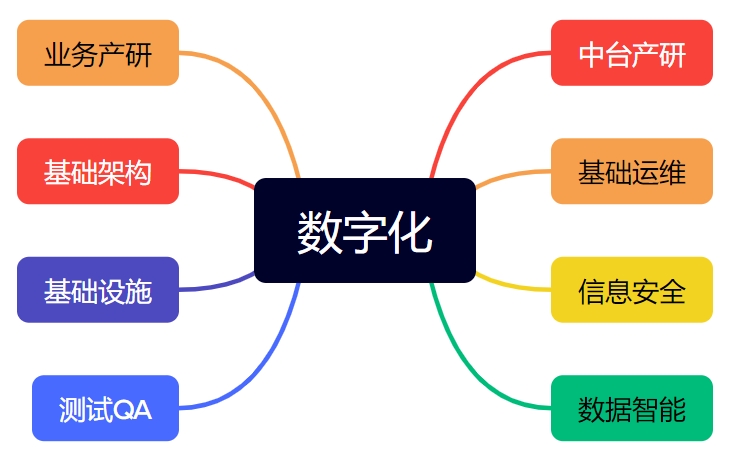 业务产研
中台产研
基础架构
基础运维
数字化
基础设施
信息安全
测试QA
数据智能